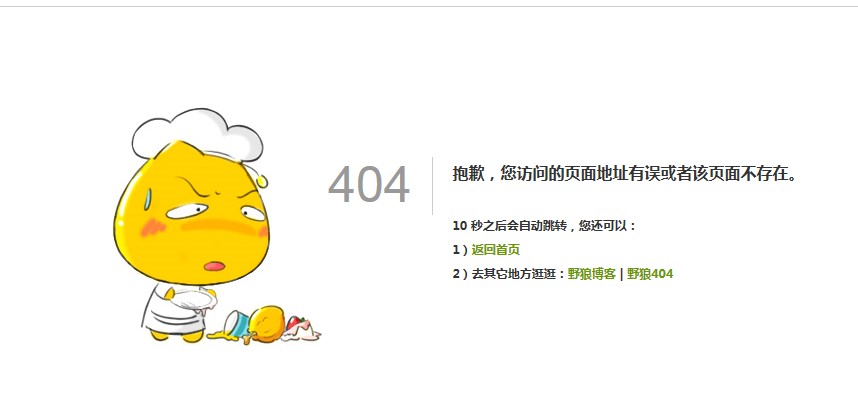 404
抱歉，您访问的页面地址有误或者该页面不存在。
10 秒之后会自动跳转，您还可以：
1）返回首页
2）去其它地方逛逛：野狼博客 | 野狼404